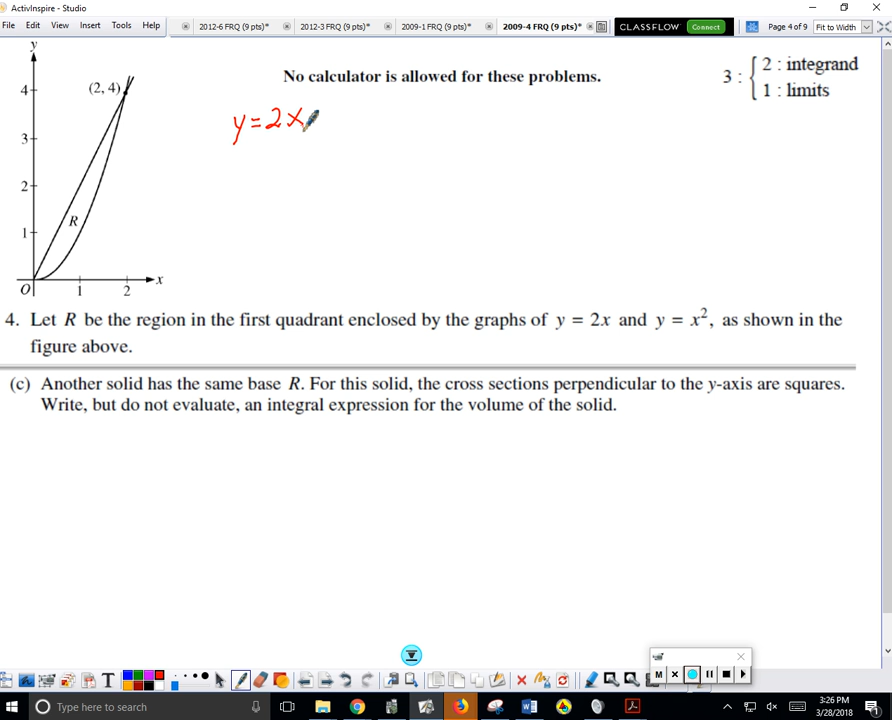 ActivInspire - Studio
File Edit View Insert Tools Help
2012-6 FRQ (9 pts)* 2012-3 FRQ (9 pts)* 2009-1 FRQ (9 pts)* 2009-4 FRQ (9 pts)* CLASSFLOW Connect Page 4 of 9 Fit to Width
No calculator is allowed for these problems.
3 : { 2 : integrand
1 : limits
y = 2x
y
4
3
2
1
O
1
2
x
(2, 4)
R
4. Let R be the region in the first quadrant enclosed by the graphs of y = 2x and y = x², as shown in the
figure above.
(c) Another solid has the same base R. For this solid, the cross sections perpendicular to the y-axis are squares.
Write, but do not evaluate, an integral expression for the volume of the solid.
M
T
Type here to search
3:26 PM
3/28/2018